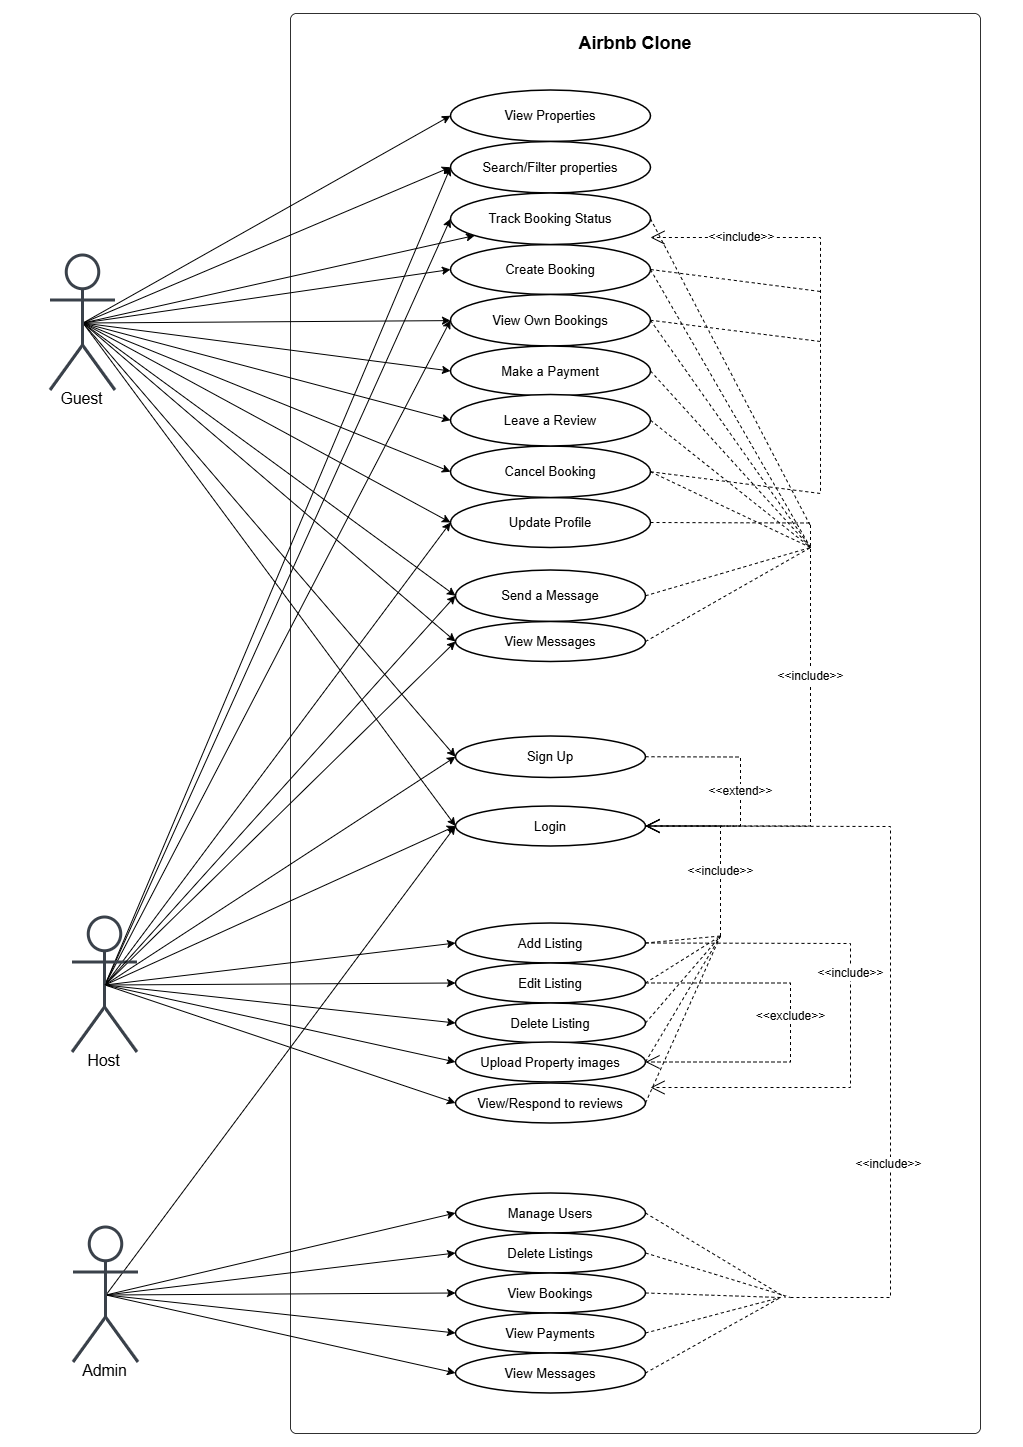 Airbnb Clone
View Properties
Search/Filter properties
Track Booking Status
<<include>>
Create Booking
View Own Bookings
Make a Payment
Guest
Leave a Review
Cancel Booking
Update Profile
Send a Message
View Messages
<<include>>
Sign Up
<<extend>>
Login
<<include>>
Add Listing
<<include>>
Edit Listing
<<exclude>>
Delete Listing
Host
Upload Property images
View/Respond to reviews
<<include>>
Manage Users
Delete Listings
View Bookings
View Payments
Admin
View Messages